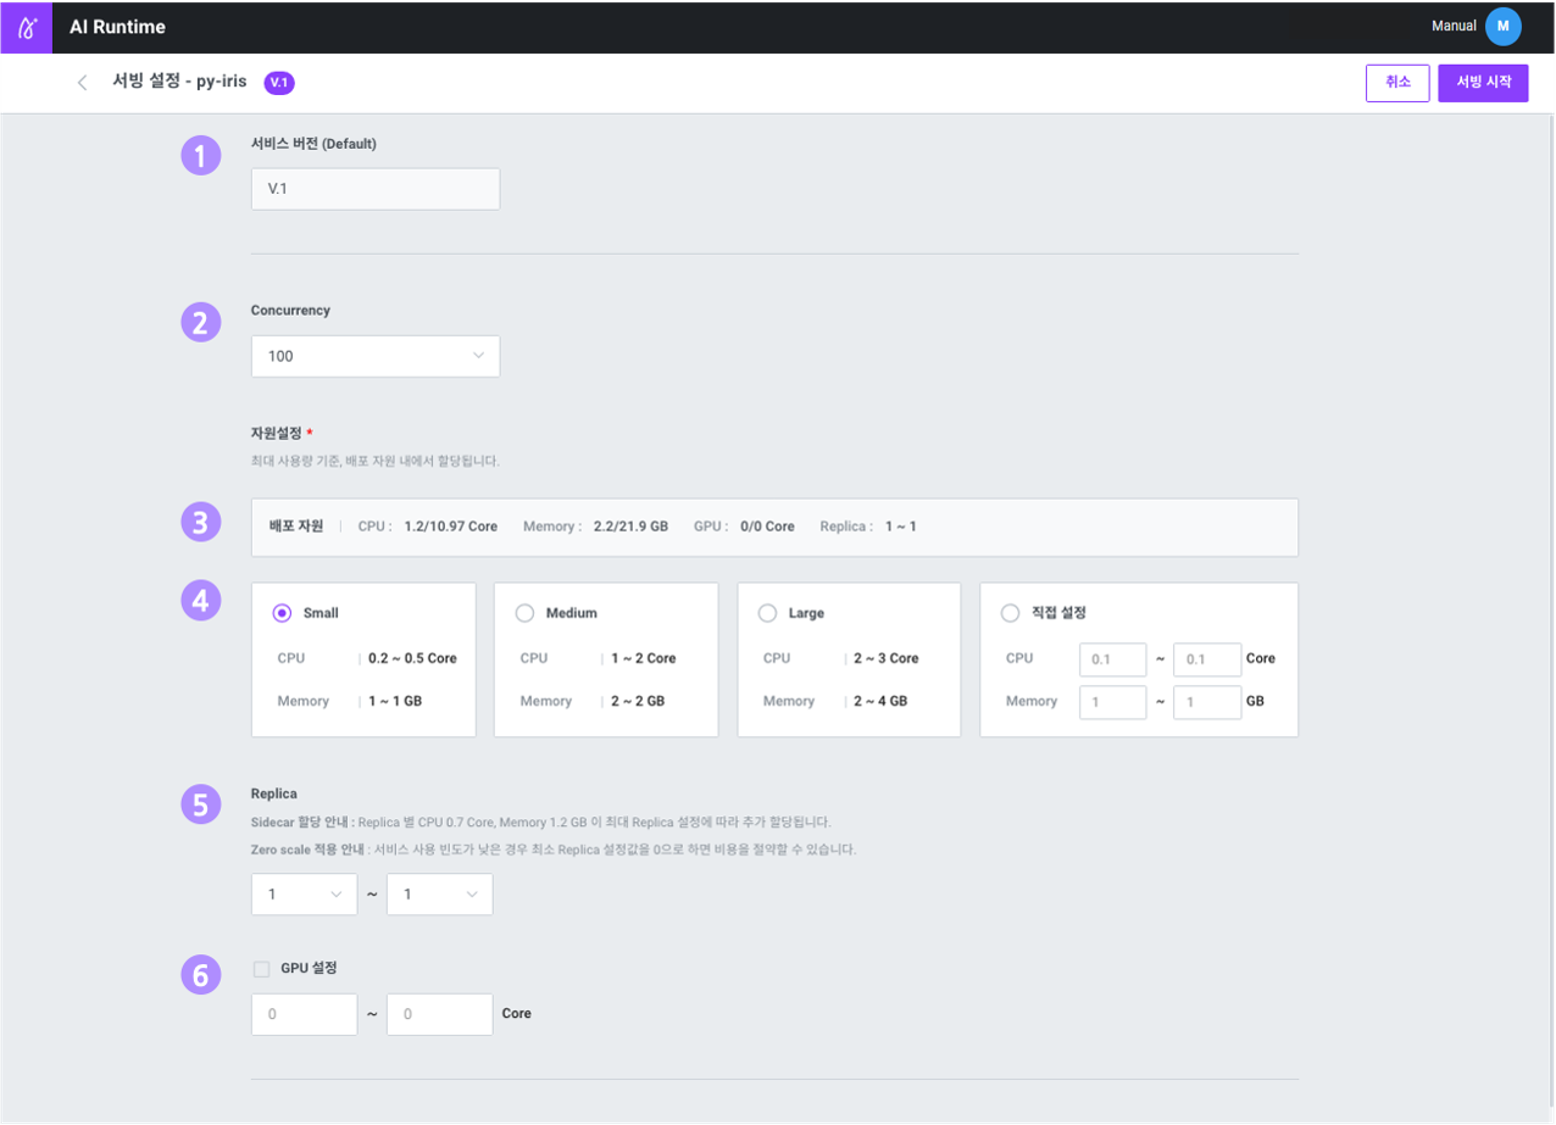 AI Runtime
Manual M
서빙 설정 - py-iris V.1
취소 서빙 시작
1 서비스 버전 (Default)
V.1
2 Concurrency
100
자원설정 *
최대 사용량 기준, 배포 자원 내에서 할당됩니다.
3 배포 자원 | CPU : 1.2/10.97 Core Memory : 2.2/21.9 GB GPU : 0/0 Core Replica : 1 ~ 1
4 Small Medium Large 직접 설정
CPU | 0.2 ~ 0.5 Core CPU | 1 ~ 2 Core CPU | 2 ~ 3 Core CPU 0.1 ~ 0.1 Core
Memory | 1 ~ 1 GB Memory | 2 ~ 2 GB Memory | 2 ~ 4 GB Memory 1 ~ 1 GB
5 Replica
Sidecar 할당 안내 : Replica 별 CPU 0.7 Core, Memory 1.2 GB 이 최대 Replica 설정에 따라 추가 할당됩니다.
Zero scale 적용 안내 : 서비스 사용 빈도가 낮은 경우 최소 Replica 설정값을 0으로 하면 비용을 절약할 수 있습니다.
1 ~ 1
6 GPU 설정
0 ~ 0 Core